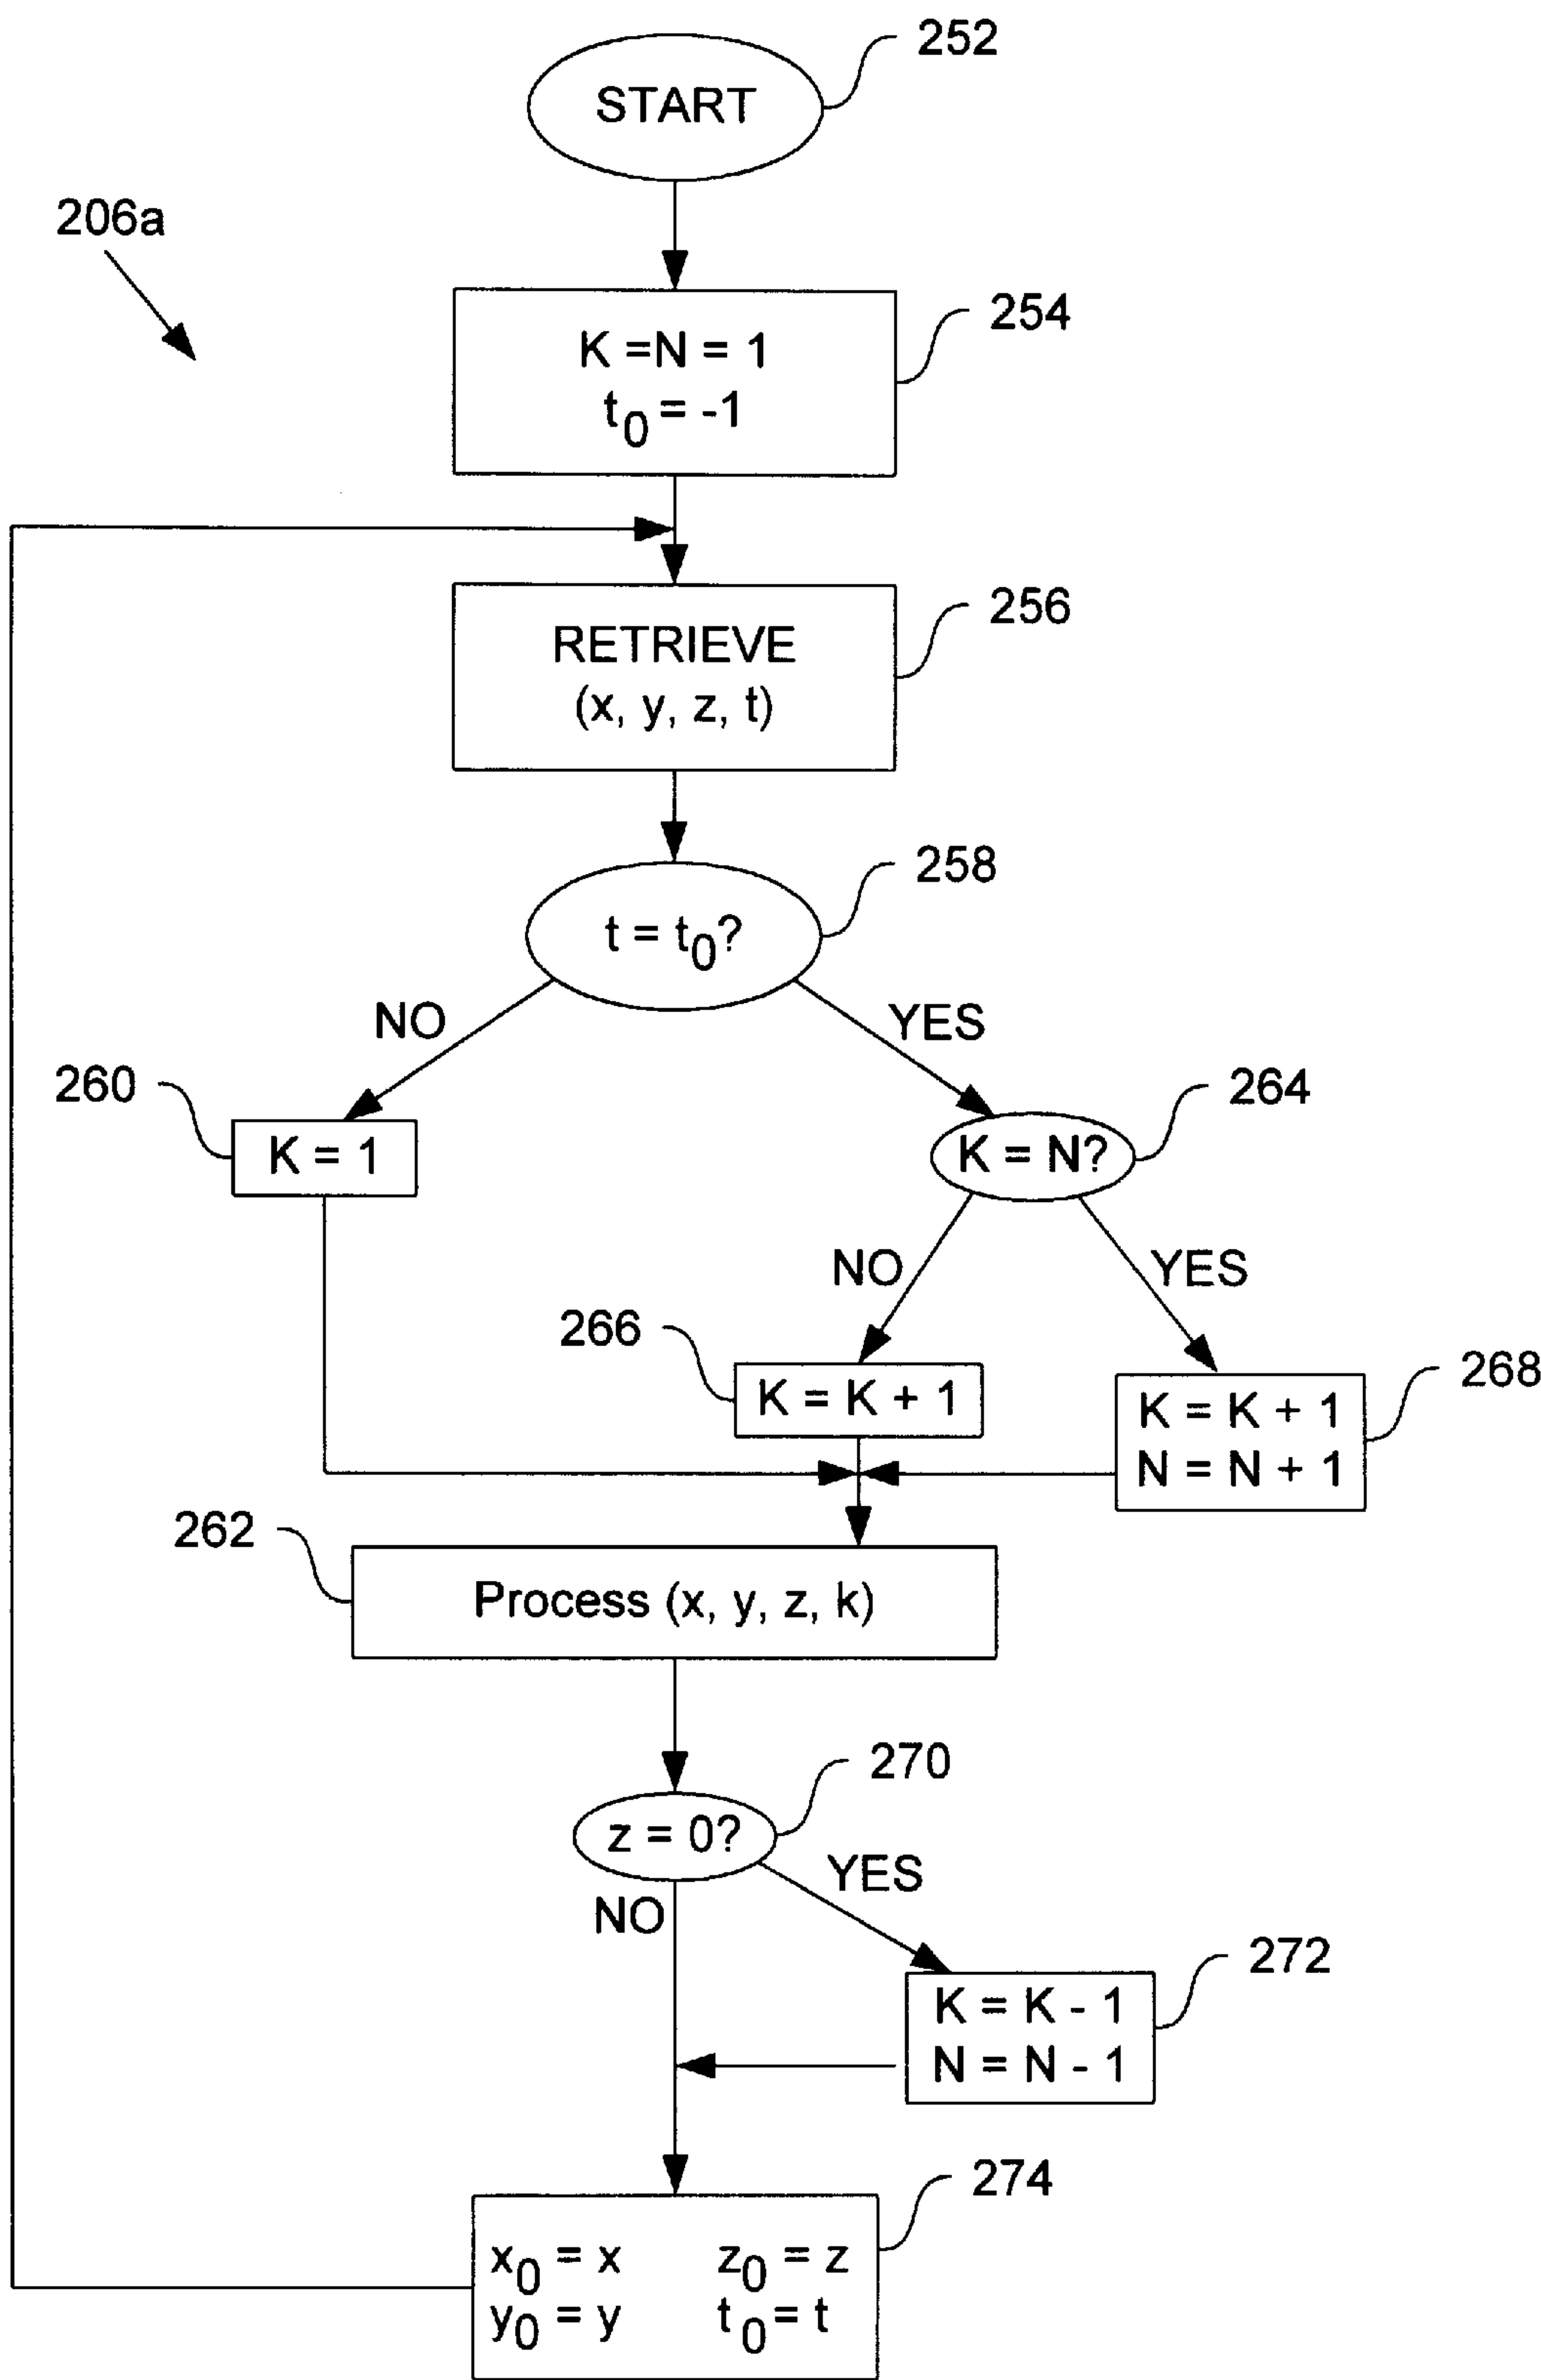 252
START
206a
254
K =N = 1
t₀ = -1
256
RETRIEVE
(x, y, z, t)
258
t = t₀?
NO
YES
260
264
K = 1
K = N?
NO
YES
266
268
K = K + 1
K = K + 1
N = N + 1
262
Process (x, y, z, k)
270
z = 0?
YES
NO
272
K = K - 1
N = N - 1
274
x₀ = x z₀ = z
y₀ = y t₀ = t